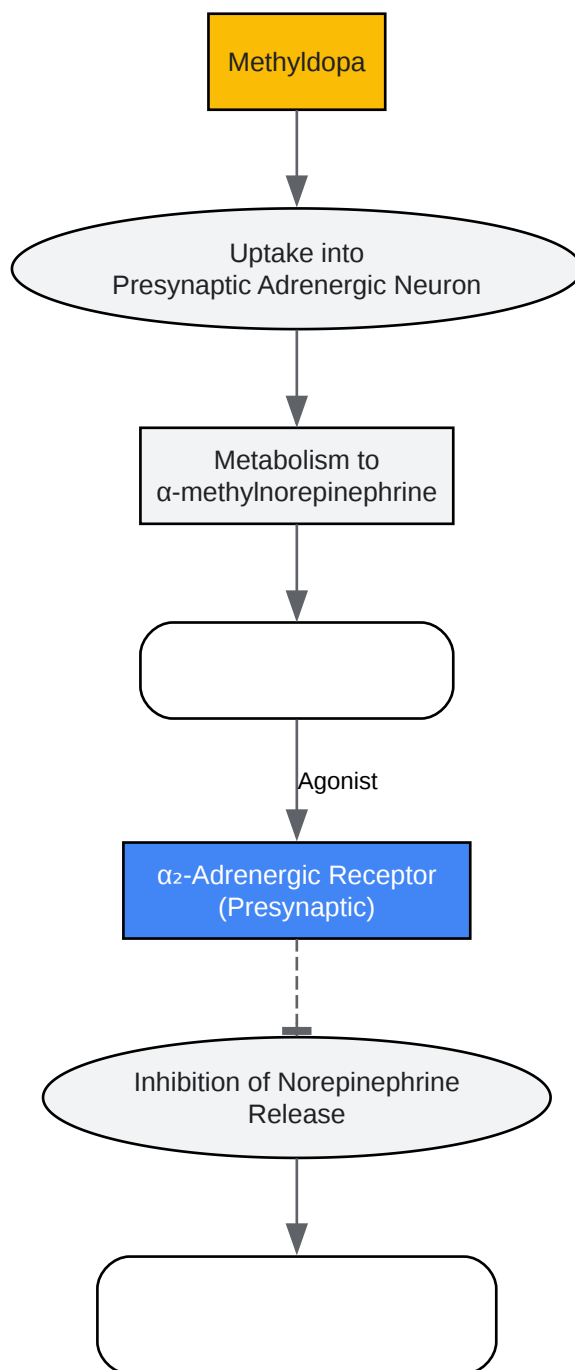 Methyldopa
Uptake into
Presynaptic Adrenergic Neuron
Metabolism to
α-methylnorepinephrine
Agonist
α₂-Adrenergic Receptor
(Presynaptic)
Inhibition of Norepinephrine
Release